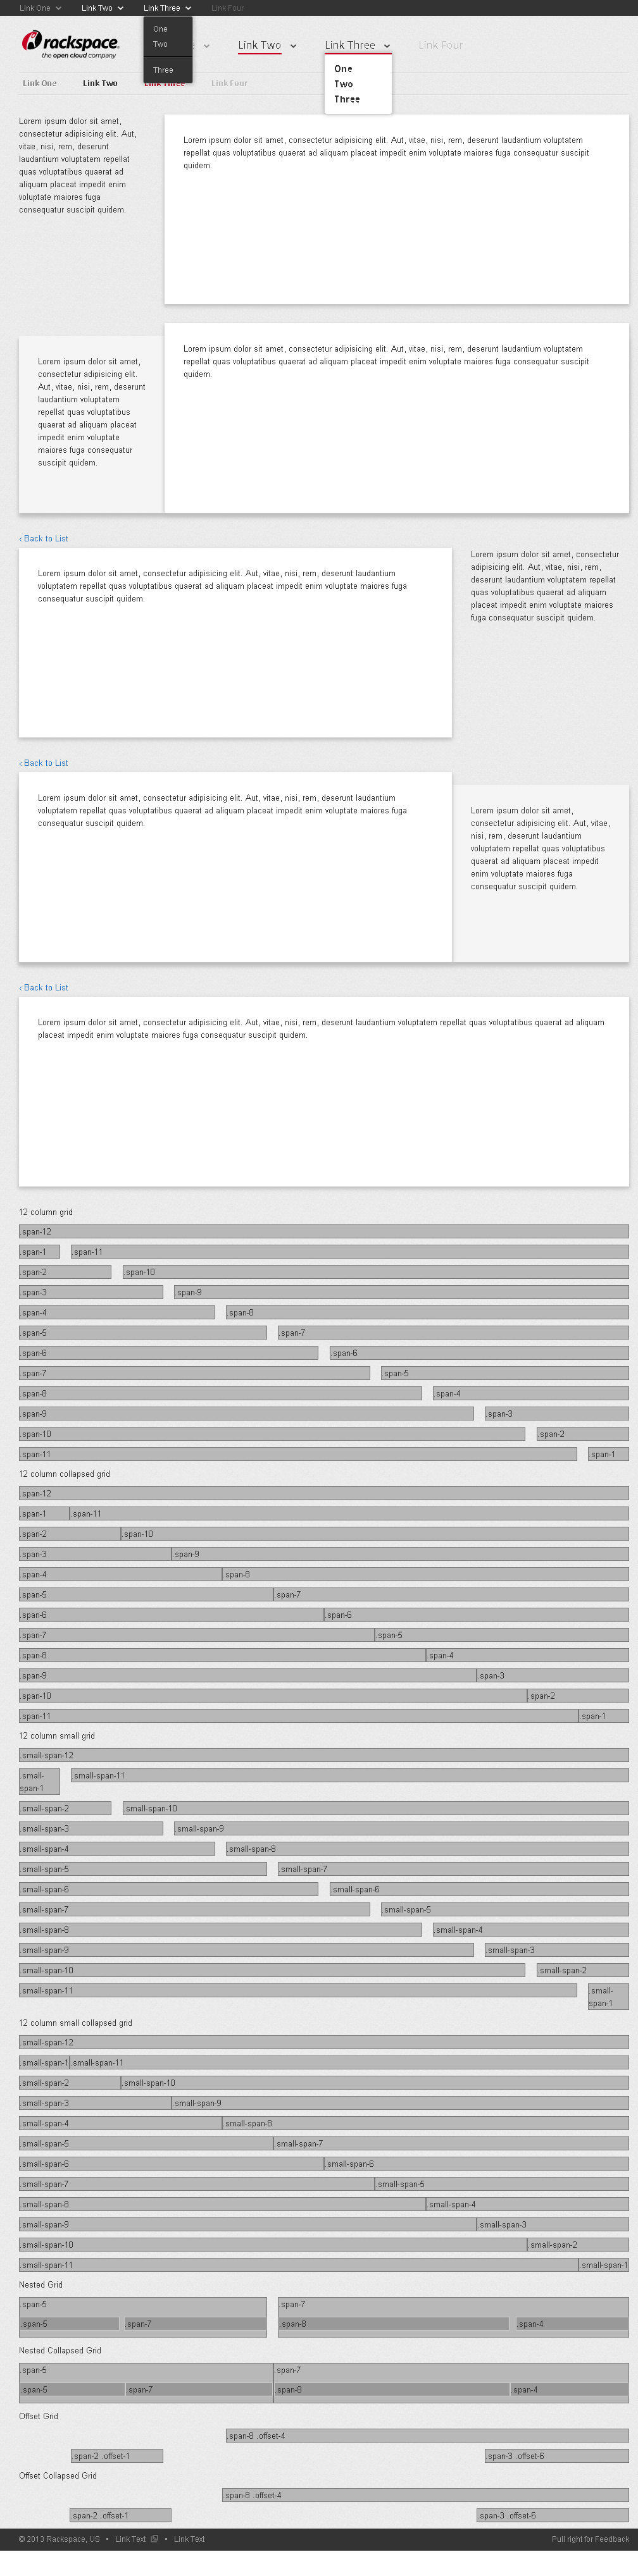 Link One Link Two Link Three Link Four
One
Two
Three
rackspace.
the open cloud company
Link Two Link Three Link Four
One
Two
Three
Link One Link Two Link Three Link Four
Lorem ipsum dolor sit amet,
consectetur adipisicing elit. Aut,
vitae, nisi, rem, deserunt
laudantium voluptatem repellat
quas voluptatibus quaerat ad
aliquam placeat impedit enim
voluptate maiores fuga
consequatur suscipit quidem.
Lorem ipsum dolor sit amet, consectetur adipisicing elit. Aut, vitae, nisi, rem, deserunt laudantium voluptatem
repellat quas voluptatibus quaerat ad aliquam placeat impedit enim voluptate maiores fuga consequatur suscipit
quidem.
Lorem ipsum dolor sit amet,
consectetur adipisicing elit.
Aut, vitae, nisi, rem, deserunt
laudantium voluptatem
repellat quas voluptatibus
quaerat ad aliquam placeat
impedit enim voluptate
maiores fuga consequatur
suscipit quidem.
Lorem ipsum dolor sit amet, consectetur adipisicing elit. Aut, vitae, nisi, rem, deserunt laudantium voluptatem
repellat quas voluptatibus quaerat ad aliquam placeat impedit enim voluptate maiores fuga consequatur suscipit
quidem.
‹ Back to List
Lorem ipsum dolor sit amet, consectetur adipisicing elit. Aut, vitae, nisi, rem, deserunt laudantium
voluptatem repellat quas voluptatibus quaerat ad aliquam placeat impedit enim voluptate maiores fuga
consequatur suscipit quidem.
Lorem ipsum dolor sit amet, consectetur
adipisicing elit. Aut, vitae, nisi, rem,
deserunt laudantium voluptatem repellat
quas voluptatibus quaerat ad aliquam
placeat impedit enim voluptate maiores
fuga consequatur suscipit quidem.
‹ Back to List
Lorem ipsum dolor sit amet, consectetur adipisicing elit. Aut, vitae, nisi, rem, deserunt laudantium
voluptatem repellat quas voluptatibus quaerat ad aliquam placeat impedit enim voluptate maiores fuga
consequatur suscipit quidem.
Lorem ipsum dolor sit amet,
consectetur adipisicing elit. Aut, vitae,
nisi, rem, deserunt laudantium
voluptatem repellat quas voluptatibus
quaerat ad aliquam placeat impedit
enim voluptate maiores fuga
consequatur suscipit quidem.
‹ Back to List
Lorem ipsum dolor sit amet, consectetur adipisicing elit. Aut, vitae, nisi, rem, deserunt laudantium voluptatem repellat quas voluptatibus quaerat ad aliquam
placeat impedit enim voluptate maiores fuga consequatur suscipit quidem.
12 column grid
.span-12
.span-1 .span-11
.span-2 .span-10
.span-3 .span-9
.span-4 .span-8
.span-5 .span-7
.span-6 .span-6
.span-7 .span-5
.span-8 .span-4
.span-9 .span-3
.span-10 .span-2
.span-11 .span-1
12 column collapsed grid
.span-12
.span-1 .span-11
.span-2 .span-10
.span-3 .span-9
.span-4 .span-8
.span-5 .span-7
.span-6 .span-6
.span-7 .span-5
.span-8 .span-4
.span-9 .span-3
.span-10 .span-2
.span-11 .span-1
12 column small grid
.small-span-12
.small-span-1 .small-span-11
.small-span-2 .small-span-10
.small-span-3 .small-span-9
.small-span-4 .small-span-8
.small-span-5 .small-span-7
.small-span-6 .small-span-6
.small-span-7 .small-span-5
.small-span-8 .small-span-4
.small-span-9 .small-span-3
.small-span-10 .small-span-2
.small-span-11 .small-span-1
12 column small collapsed grid
.small-span-12
.small-span-1 .small-span-11
.small-span-2 .small-span-10
.small-span-3 .small-span-9
.small-span-4 .small-span-8
.small-span-5 .small-span-7
.small-span-6 .small-span-6
.small-span-7 .small-span-5
.small-span-8 .small-span-4
.small-span-9 .small-span-3
.small-span-10 .small-span-2
.small-span-11 .small-span-1
Nested Grid
.span-5 .span-7
.span-5 .span-7 .span-8 .span-4
Nested Collapsed Grid
.span-5 .span-7
.span-5 .span-7 .span-8 .span-4
Offset Grid
.span-8 .offset-4
.span-2 .offset-1 .span-3 .offset-6
Offset Collapsed Grid
.span-8 .offset-4
.span-2 .offset-1 .span-3 .offset-6
© 2013 Rackspace, US • Link Text • Link Text Pull right for Feedback